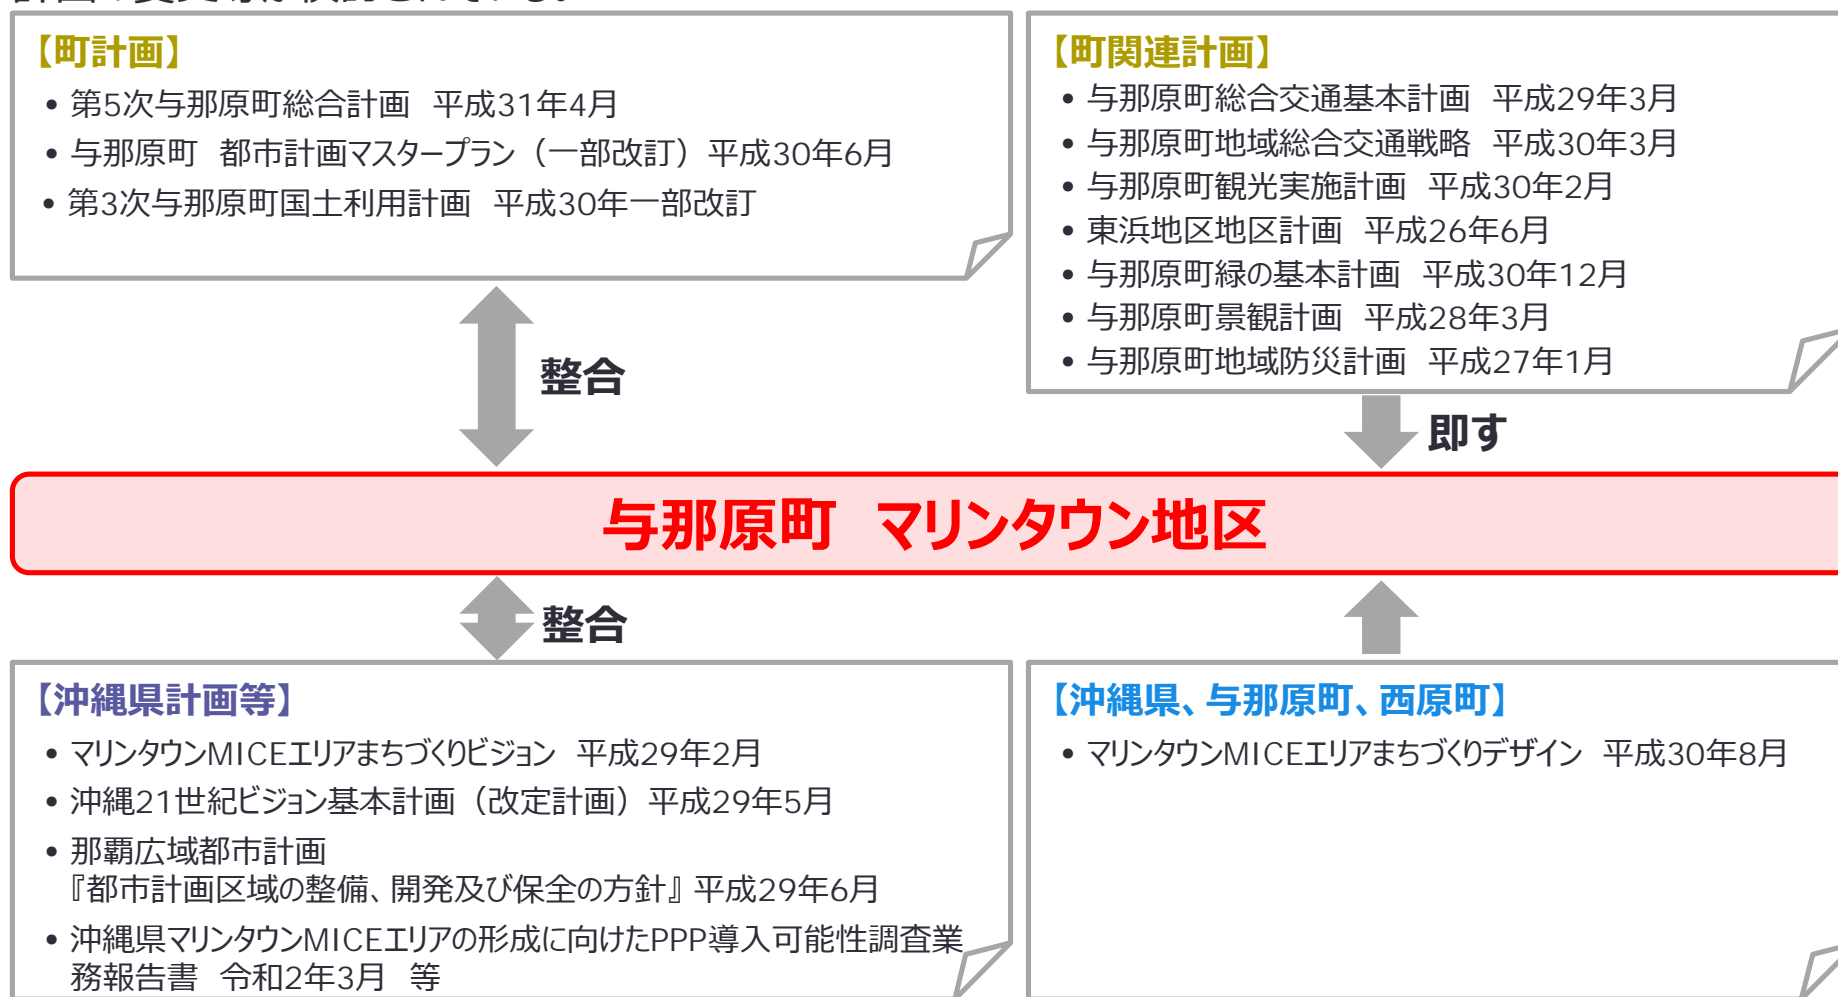 【町計画】
• 第5次与那原町総合計画　平成31年4月
• 与那原町　都市計画マスタープラン（一部改訂）平成30年6月
• 第3次与那原町国土利用計画　平成30年一部改訂
【町関連計画】
• 与那原町総合交通基本計画　平成29年3月
• 与那原町地域総合交通戦略　平成30年3月
• 与那原町観光実施計画　平成30年2月
• 東浜地区地区計画　平成26年6月
• 与那原町緑の基本計画　平成30年12月
• 与那原町景観計画　平成28年3月
• 与那原町地域防災計画　平成27年1月
整合
即す
与那原町　マリンタウン地区
整合
【沖縄県計画等】
• マリンタウンMICEエリアまちづくりビジョン　平成29年2月
• 沖縄21世紀ビジョン基本計画（改定計画）平成29年5月
• 那覇広域都市計画
『都市計画区域の整備、開発及び保全の方針』平成29年6月
• 沖縄県マリンタウンMICEエリアの形成に向けたPPP導入可能性調査業
務報告書　令和2年3月　等
【沖縄県、与那原町、西原町】
• マリンタウンMICEエリアまちづくりデザイン　平成30年8月